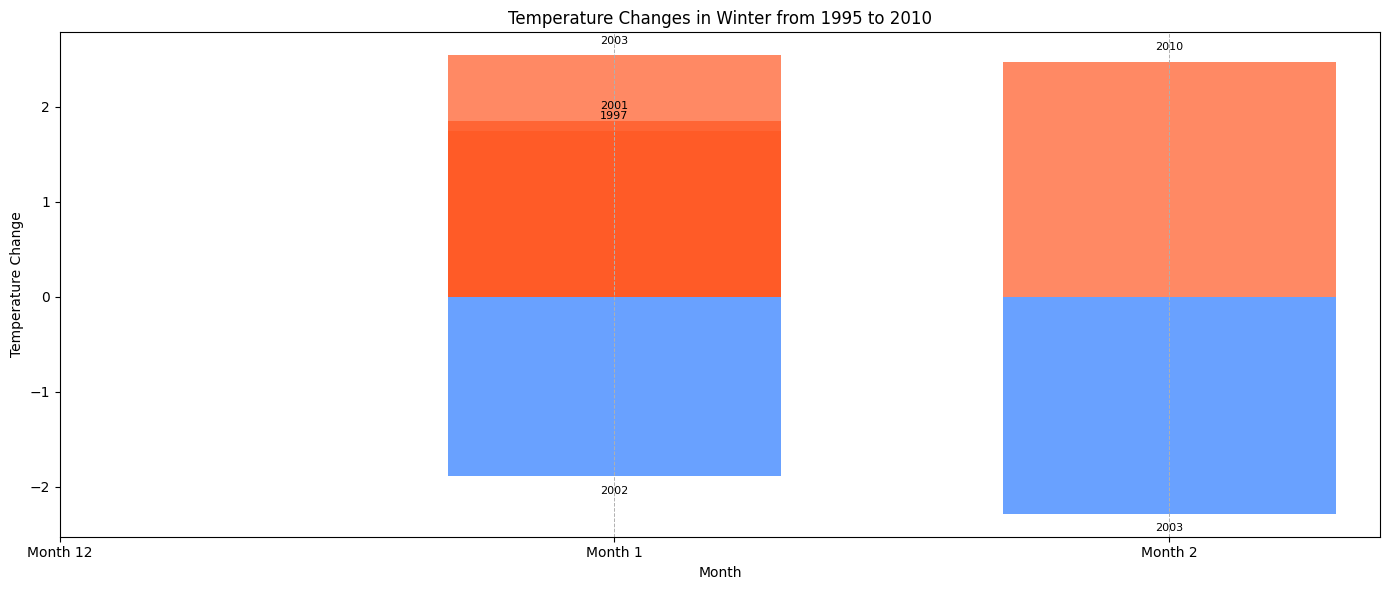 Temperature Changes in Winter from 1995 to 2010
2003
2010
2
2001
1997
1
Temperature Change
0
−1
−2
2002
2003
Month 12
Month 1
Month 2
Month